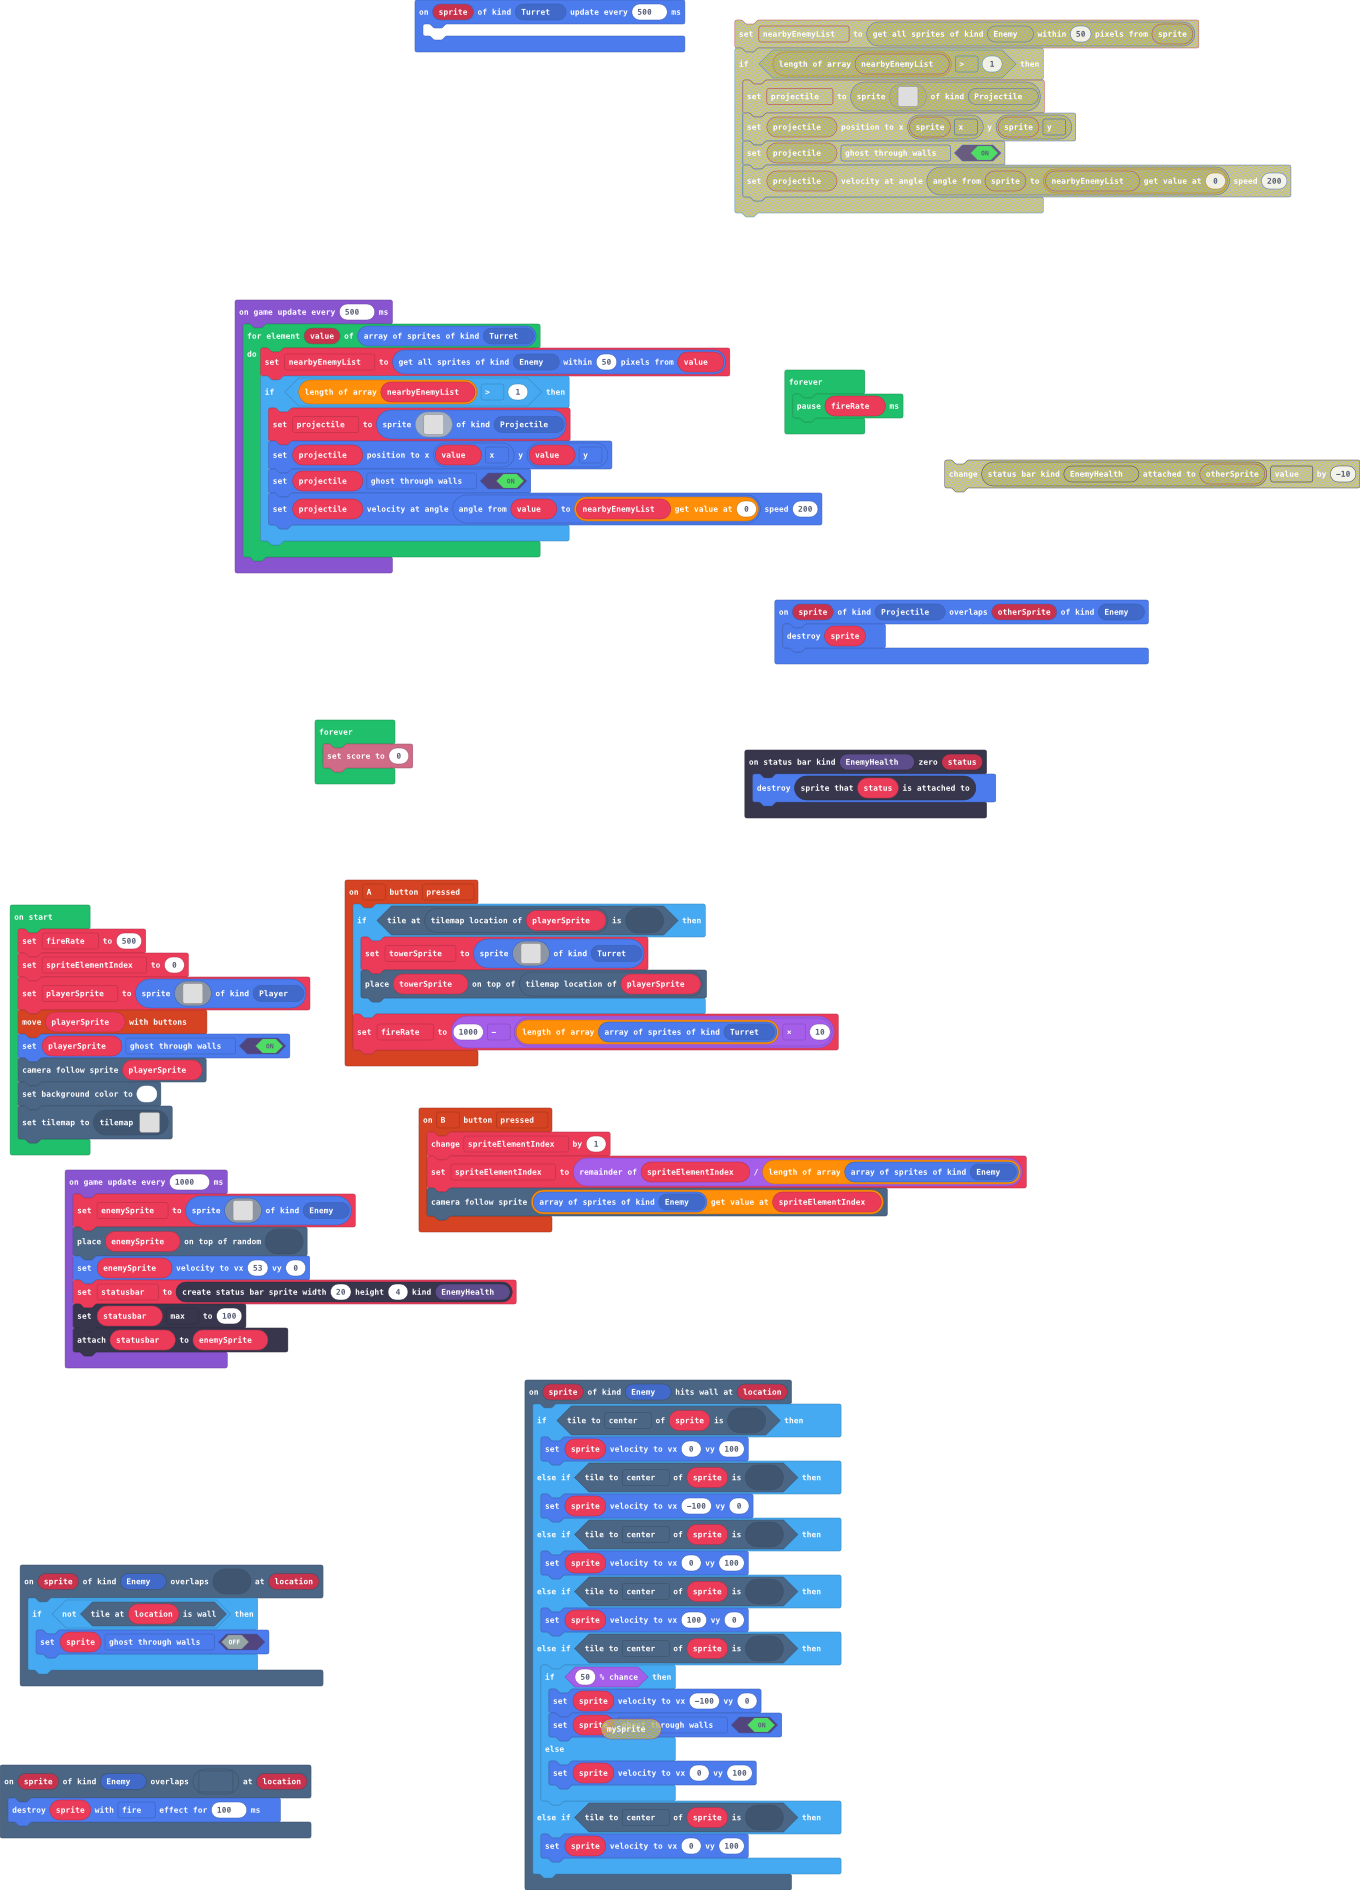 on sprite of kind Turret update every 500 ms
set nearbyEnemyList to get all sprites of kind Enemy within 50 pixels from sprite
if length of array nearbyEnemyList > 1 then
set projectile to sprite of kind Projectile
set projectile position to x sprite x y sprite y
set projectile ghost through walls ON
set projectile velocity at angle angle from sprite to nearbyEnemyList get value at 0 speed 200
on game update every 500 ms
for element value of array of sprites of kind Turret
do
set nearbyEnemyList to get all sprites of kind Enemy within 50 pixels from value
if length of array nearbyEnemyList > 1 then
set projectile to sprite of kind Projectile
set projectile position to x value x y value y
set projectile ghost through walls ON
set projectile velocity at angle angle from value to nearbyEnemyList get value at 0 speed 200
forever
pause fireRate ms
change status bar kind EnemyHealth attached to otherSprite value by -10
on sprite of kind Projectile overlaps otherSprite of kind Enemy
destroy sprite
forever
set score to 0
on status bar kind EnemyHealth zero status
destroy sprite that status is attached to
on start
set fireRate to 500
set spriteElementIndex to 0
set playerSprite to sprite of kind Player
move playerSprite with buttons
set playerSprite ghost through walls ON
camera follow sprite playerSprite
set background color to
set tilemap to tilemap
on A button pressed
if tile at tilemap location of playerSprite is then
set towerSprite to sprite of kind Turret
place towerSprite on top of tilemap location of playerSprite
set fireRate to 1000 - length of array array of sprites of kind Turret × 10
on B button pressed
change spriteElementIndex by 1
set spriteElementIndex to remainder of spriteElementIndex / length of array array of sprites of kind Enemy
camera follow sprite array of sprites of kind Enemy get value at spriteElementIndex
on game update every 1000 ms
set enemySprite to sprite of kind Enemy
place enemySprite on top of random
set enemySprite velocity to vx 53 vy 0
set statusbar to create status bar sprite width 20 height 4 kind EnemyHealth
set statusbar max to 100
attach statusbar to enemySprite
on sprite of kind Enemy hits wall at location
if tile to center of sprite is then
set sprite velocity to vx 0 vy 100
else if tile to center of sprite is then
set sprite velocity to vx -100 vy 0
else if tile to center of sprite is then
set sprite velocity to vx 0 vy 100
else if tile to center of sprite is then
set sprite velocity to vx 100 vy 0
else if tile to center of sprite is then
if 50 % chance then
set sprite velocity to vx -100 vy 0
set through walls ON
mySprite
else
set sprite velocity to vx 0 vy 100
else if tile to center of sprite is then
set sprite velocity to vx 0 vy 100
on sprite of kind Enemy overlaps at location
if not tile at location is wall then
set sprite ghost through walls OFF
on sprite of kind Enemy overlaps at location
destroy sprite with fire effect for 100 ms